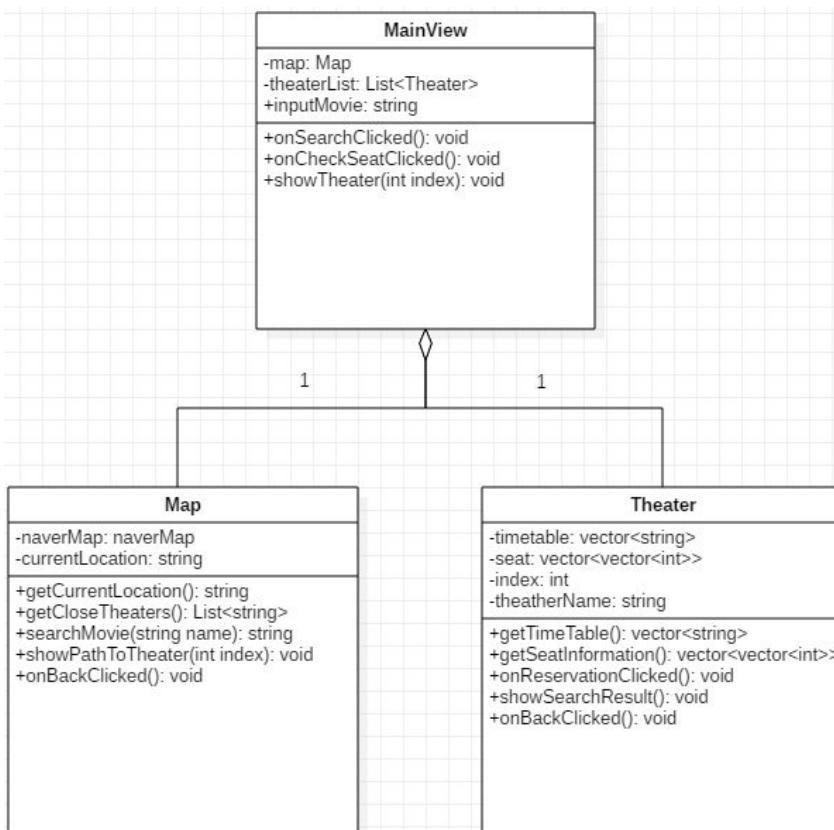 MainView
-map: Map
-theaterList: List<Theater>
+inputMovie: string
+onSearchClicked(): void
+onCheckSeatClicked(): void
+showTheater(int index): void
1
1
Map
-naverMap: naverMap
-currentLocation: string
+getCurrentLocation(): string
+getCloseTheaters(): List<string>
+searchMovie(string name): string
+showPathToTheater(int index): void
+onBackClicked(): void
Theater
-timetable: vector<string>
-seat: vector<vector<int>>
-index: int
-theatherName: string
+getTimeTable(): vector<string>
+getSeatInformation(): vector<vector<int>>
+onReservationClicked(): void
+showSearchResult(): void
+onBackClicked(): void